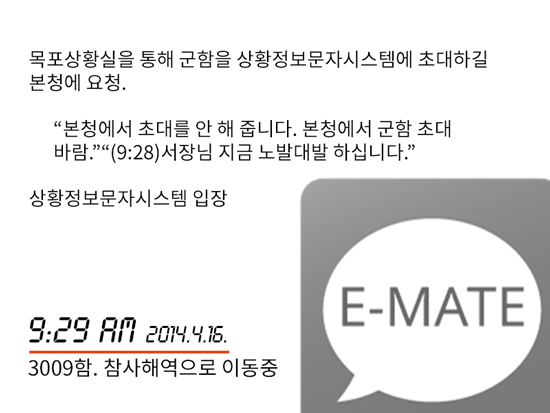 목포상황실을 통해 군함을 상황정보문자시스템에 초대하길
본청에 요청.
“본청에서 초대를 안 해 줍니다. 본청에서 군함 초대
바람.”“(9:28)서장님 지금 노발대발 하십니다.”
상황정보문자시스템 입장
E-MATE
9:29 AM 2014.4.16.
3009함. 참사해역으로 이동중